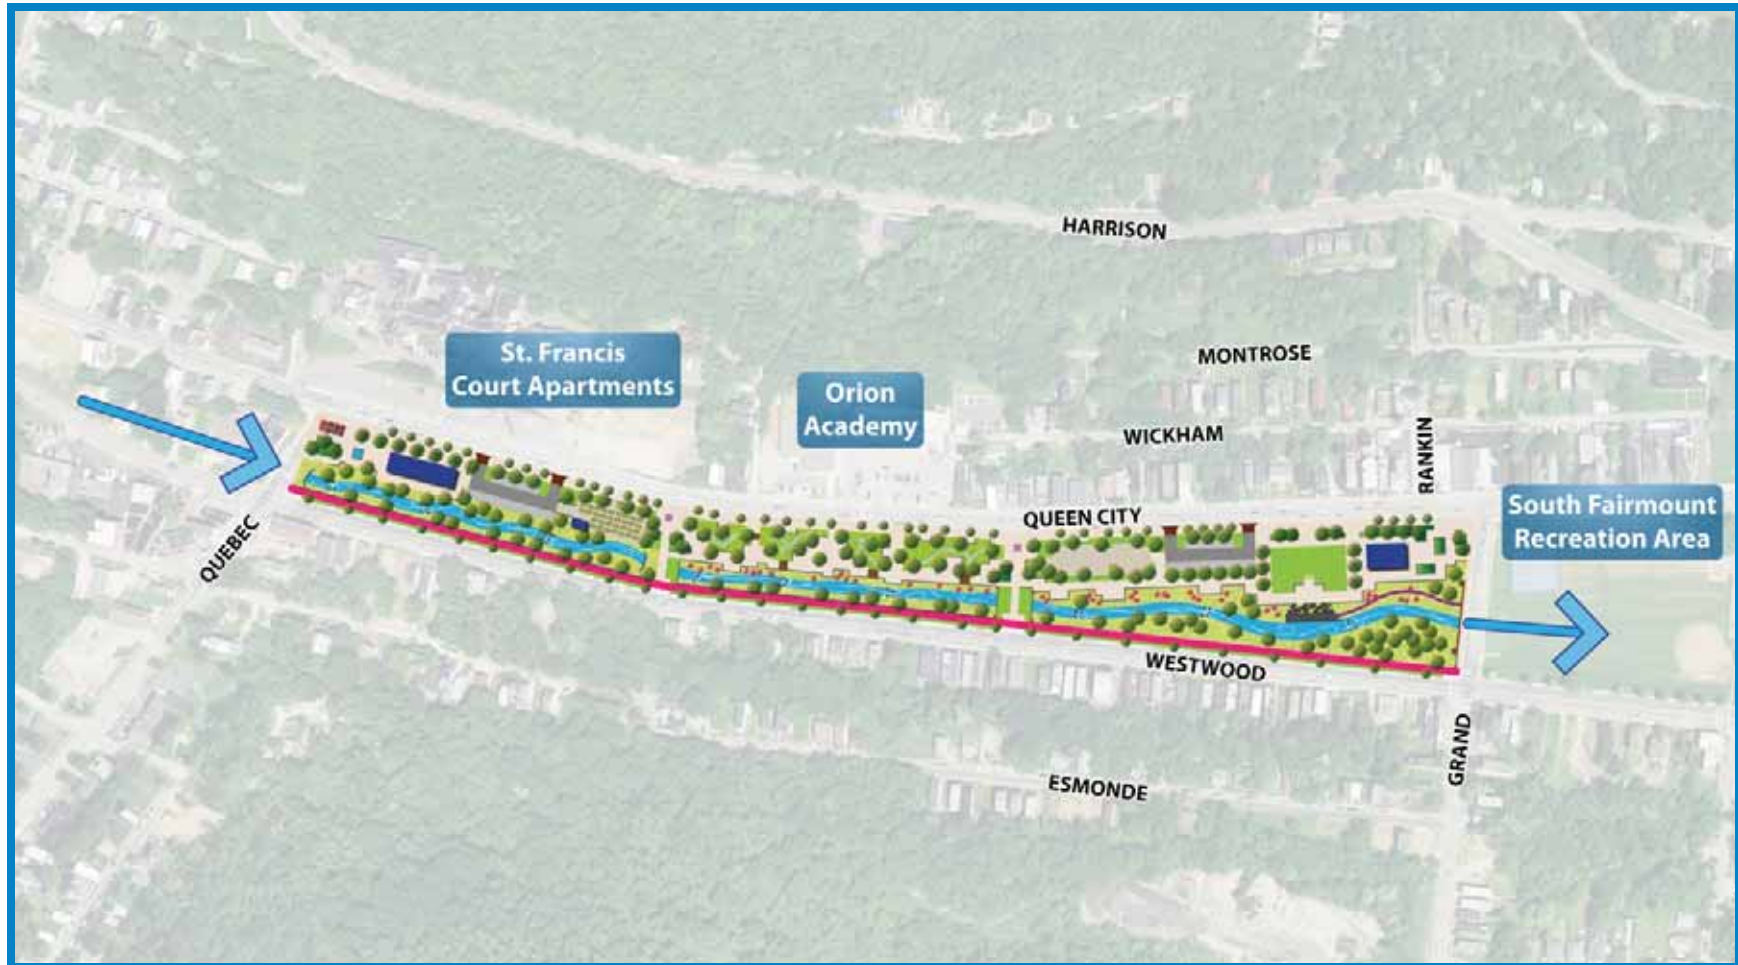 HARRISON
St. Francis
Court Apartments
MONTROSE
Orion
Academy
WICKHAM
RANKIN
QUEEN CITY
South Fairmount
Recreation Area
QUEBEC
WESTWOOD
GRAND
ESMONDE